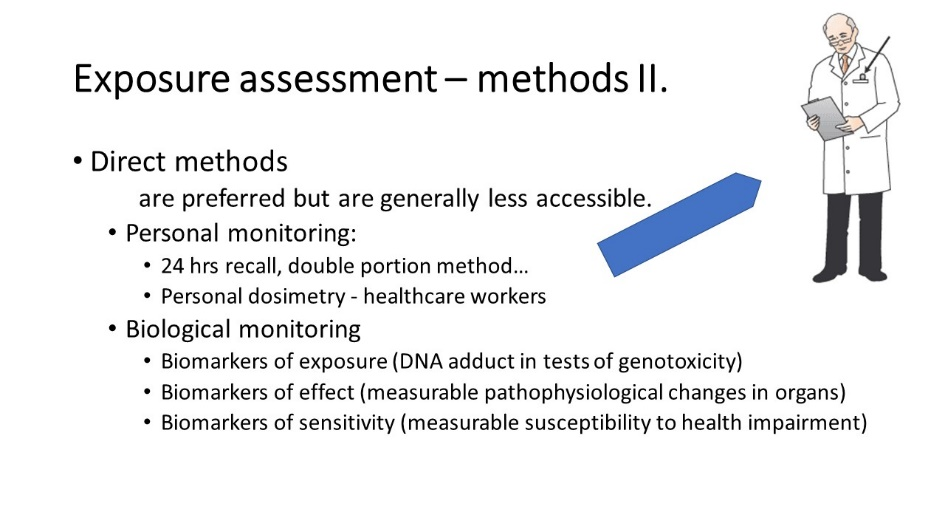 Exposure assessment – methods II.
• Direct methods
are preferred but are generally less accessible.
• Personal monitoring:
• 24 hrs recall, double portion method…
• Personal dosimetry - healthcare workers
• Biological monitoring
• Biomarkers of exposure (DNA adduct in tests of genotoxicity)
• Biomarkers of effect (measurable pathophysiological changes in organs)
• Biomarkers of sensitivity (measurable susceptibility to health impairment)